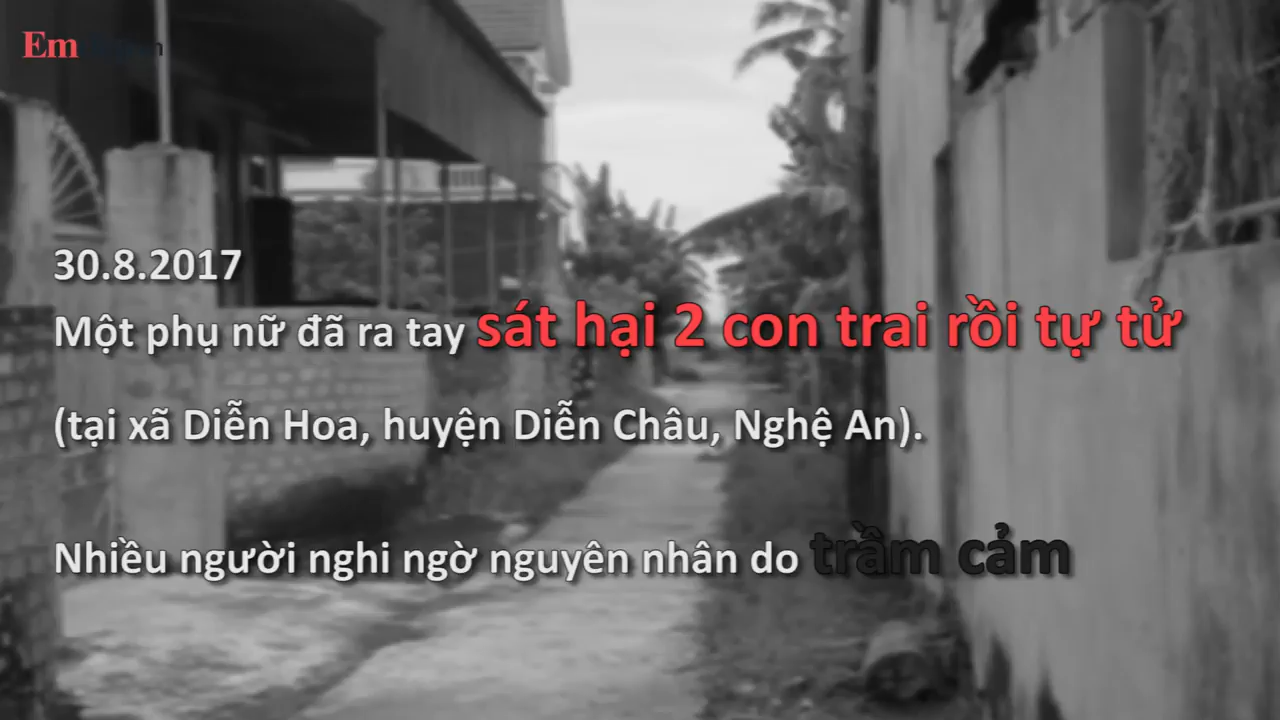 Em
30.8.2017
Một phụ nữ đã ra tay sát hại 2 con trai rồi tự tử
(tại xã Diễn Hoa, huyện Diễn Châu, Nghệ An).
Nhiều người nghi ngờ nguyên nhân do trầm cảm